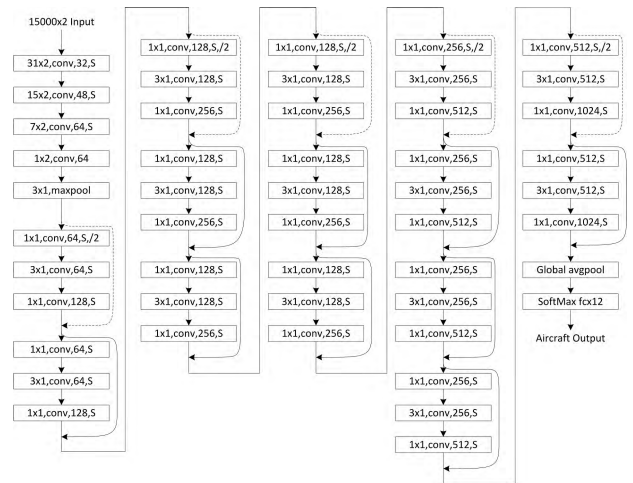 15000x2 Input
31x2,conv,32,S
15x2,conv,48,S
7x2,conv,64,S
1x2,conv,64
3x1,maxpool
1x1,conv,64,S,/2
3x1,conv,64,S
1x1,conv,128,S
1x1,conv,64,S
3x1,conv,64,S
1x1,conv,128,S
1x1,conv,128,S,/2
3x1,conv,128,S
1x1,conv,256,S
1x1,conv,128,S
3x1,conv,128,S
1x1,conv,256,S
1x1,conv,128,S
3x1,conv,128,S
1x1,conv,256,S
1x1,conv,128,S,/2
3x1,conv,128,S
1x1,conv,256,S
1x1,conv,128,S
3x1,conv,128,S
1x1,conv,256,S
1x1,conv,128,S
3x1,conv,128,S
1x1,conv,256,S
1x1,conv,256,S,/2
3x1,conv,256,S
1x1,conv,512,S
1x1,conv,256,S
3x1,conv,256,S
1x1,conv,512,S
1x1,conv,256,S
3x1,conv,256,S
1x1,conv,512,S
1x1,conv,256,S
3x1,conv,256,S
1x1,conv,512,S
1x1,conv,512,S,/2
3x1,conv,512,S
1x1,conv,1024,S
1x1,conv,512,S
3x1,conv,512,S
1x1,conv,1024,S
Global avgpool
SoftMax fcx12
Aircraft Output